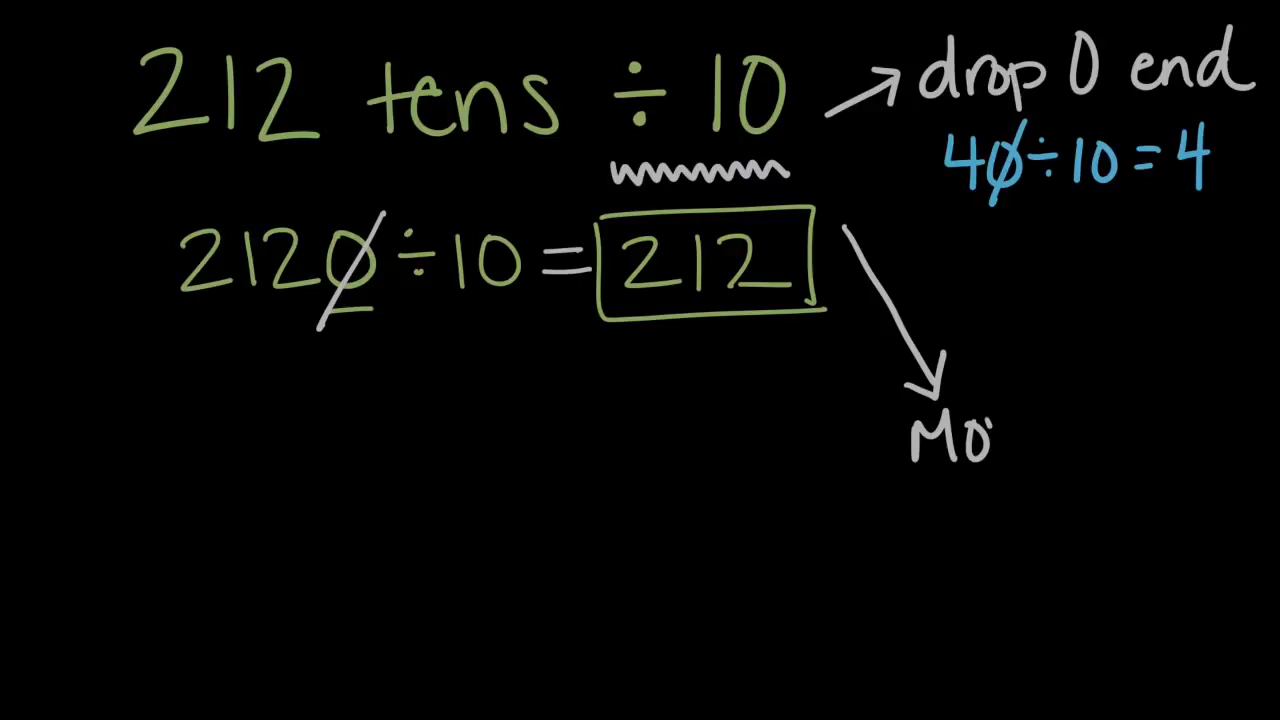 212 tens ÷ 10
drop 0 end
40 ÷ 10 = 4
2120 ÷ 10 = 212
Mo